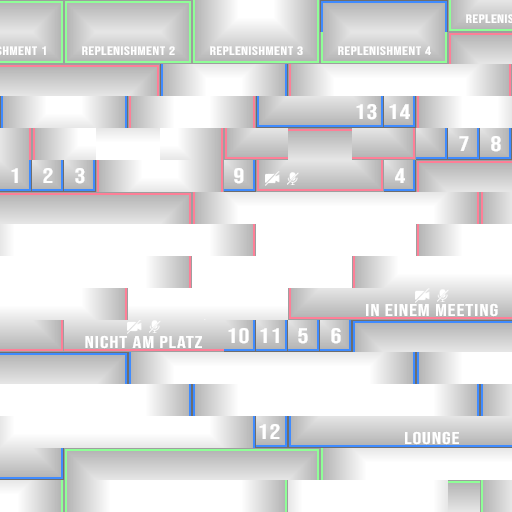 REPLENIS
HMENT 1
REPLENISHMENT 2
REPLENISHMENT 3
REPLENISHMENT 4
13 14
7 8
1 2 3
9
4
IN EINEM MEETING
NICHT AM PLATZ
10 11 5 6
12
LOUNGE